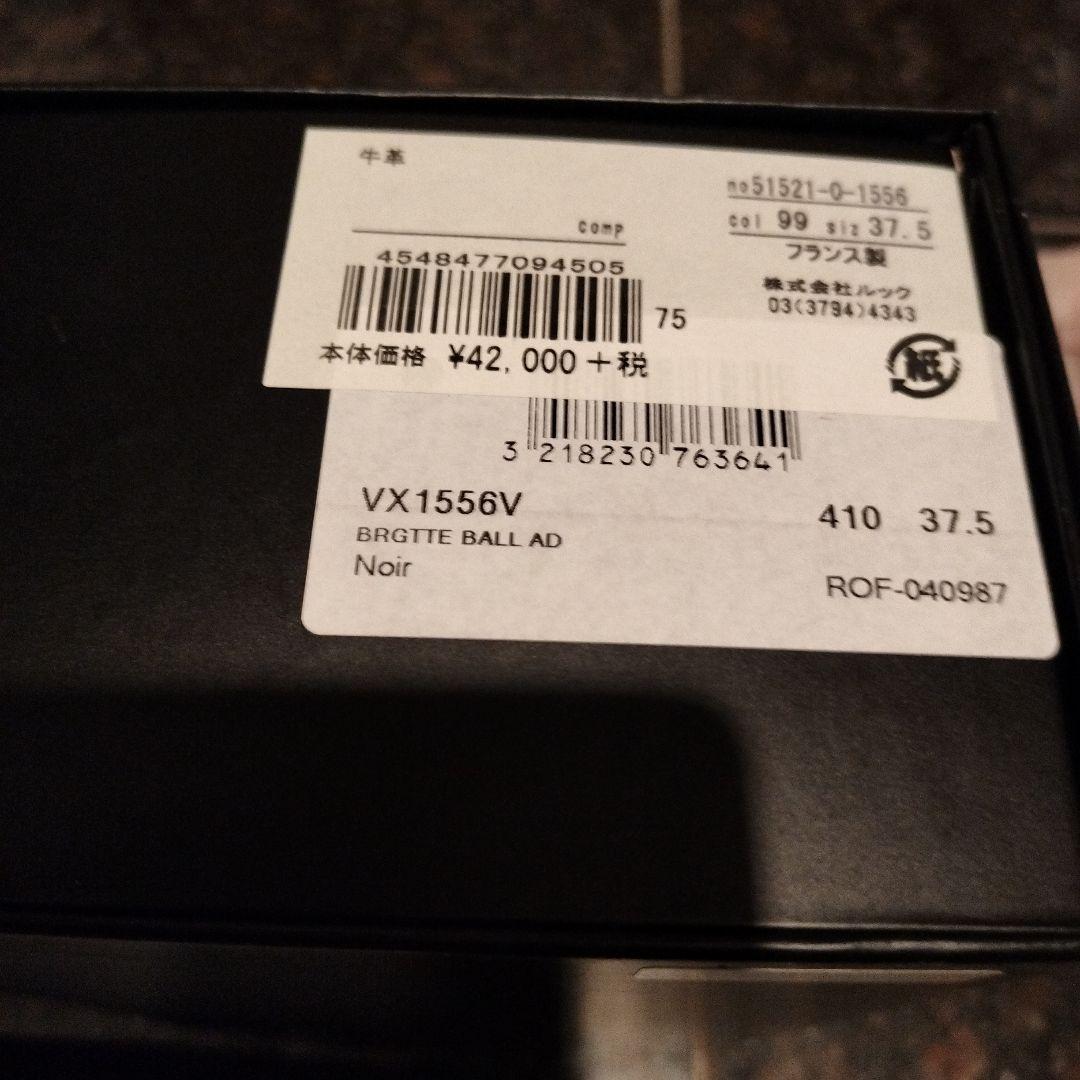 牛革
comp
4548477094505
75
本体価格 ¥42,000+税
no51521-0-1556
col 99 siz 37.5
フランス製
株式会社ルック
03(3794)4343
紙
3 218230 763641
VX1556V
410 37.5
BRGTTE BALL AD
Noir
ROF-040987